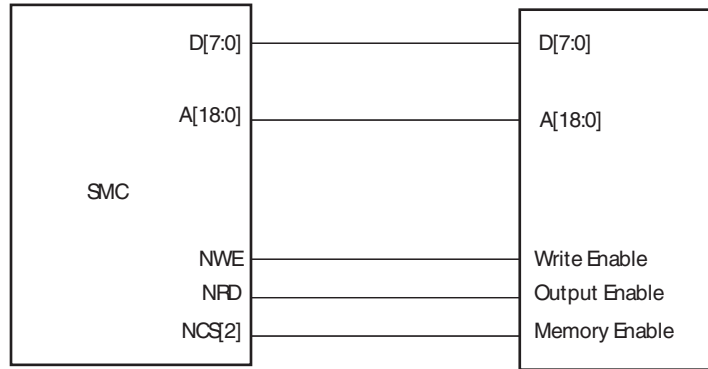 D[7:0] D[7:0]
A[18:0] A[18:0]
SMC
NWE Write Enable
NRD Output Enable
NCS[2] Memory Enable